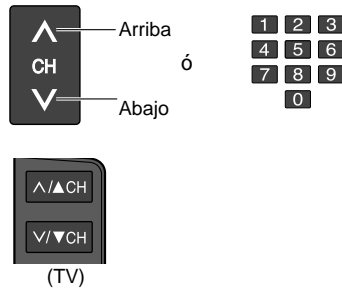 Arriba
CH
ó
Abajo
1 2 3
4 5 6
7 8 9
0
∧/▲CH
∨/▼CH
(TV)